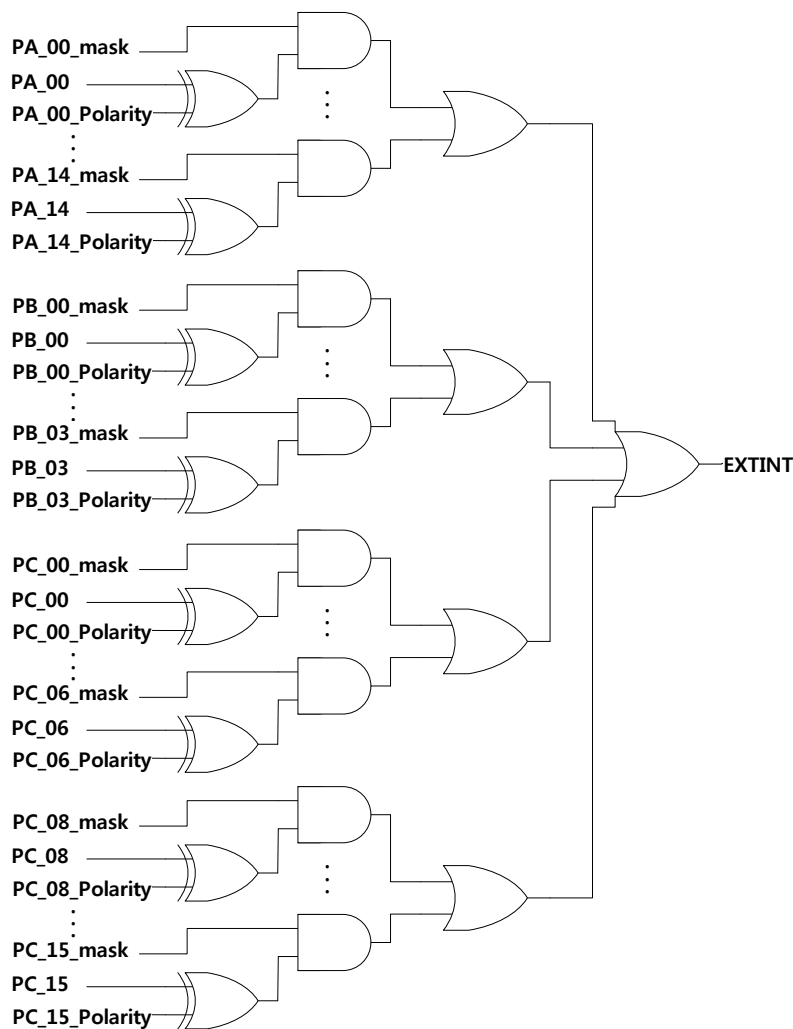 PA_00_mask
PA_00
PA_00_Polarity
PA_14_mask
PA_14
PA_14_Polarity
PB_00_mask
PB_00
PB_00_Polarity
PB_03_mask
PB_03
PB_03_Polarity
EXTINT
PC_00_mask
PC_00
PC_00_Polarity
PC_06_mask
PC_06
PC_06_Polarity
PC_08_mask
PC_08
PC_08_Polarity
PC_15_mask
PC_15
PC_15_Polarity